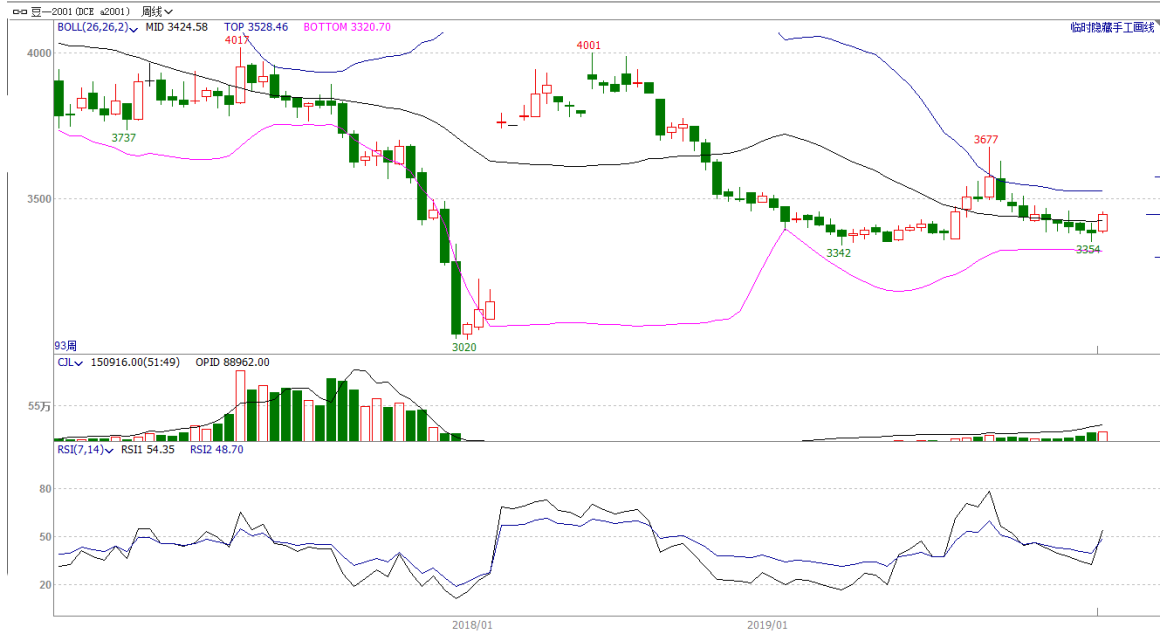 豆一2001(DCE a2001) 周线
BOLL(26,26,2) MID 3424.58 TOP 3528.46 BOTTOM 3320.70
临时隐藏手工画线
4017
4001
4000
3737
3677
3500
3342
3354
3020
93周
CJL 150916.00(51:49) OPID 88962.00
55万
RSI(7,14) RSI1 54.35 RSI2 48.70
80
50
20
2018/01 2019/01